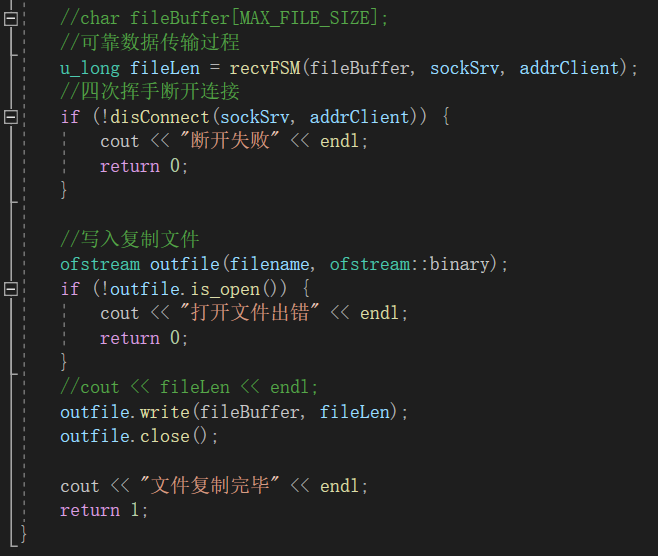 //char fileBuffer[MAX_FILE_SIZE];
//可靠数据传输过程
u_long fileLen = recvFSM(fileBuffer, sockSrv, addrClient);
//四次挥手断开连接
if (!disConnect(sockSrv, addrClient)) {
cout << "断开失败" << endl;
return 0;
}
//写入复制文件
ofstream outfile(filename, ofstream::binary);
if (!outfile.is_open()) {
cout << "打开文件出错" << endl;
return 0;
}
//cout << fileLen << endl;
outfile.write(fileBuffer, fileLen);
outfile.close();
cout << "文件复制完毕" << endl;
return 1;
}